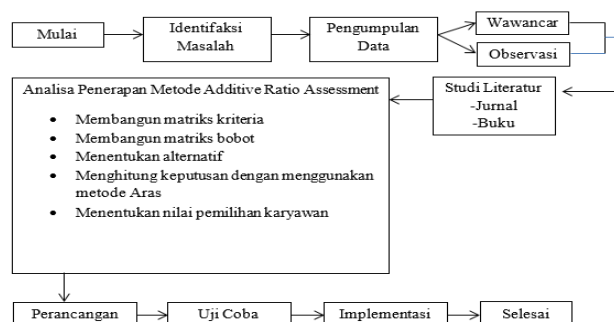 Mulai
Identifaksi
Masalah
Pengumpulan
Data
Wawancar
Observasi
Studi Literatur
-Jurnal
-Buku
Analisa Penerapan Metode Additive Ratio Assessment
• Membangun matriks kriteria
• Membangun matriks bobot
• Menentukan alternatif
• Menghitung keputusan dengan menggunakan
metode Aras
• Menentukan nilai pemilihan karyawan
Perancangan
Uji Coba
Implementasi
Selesai